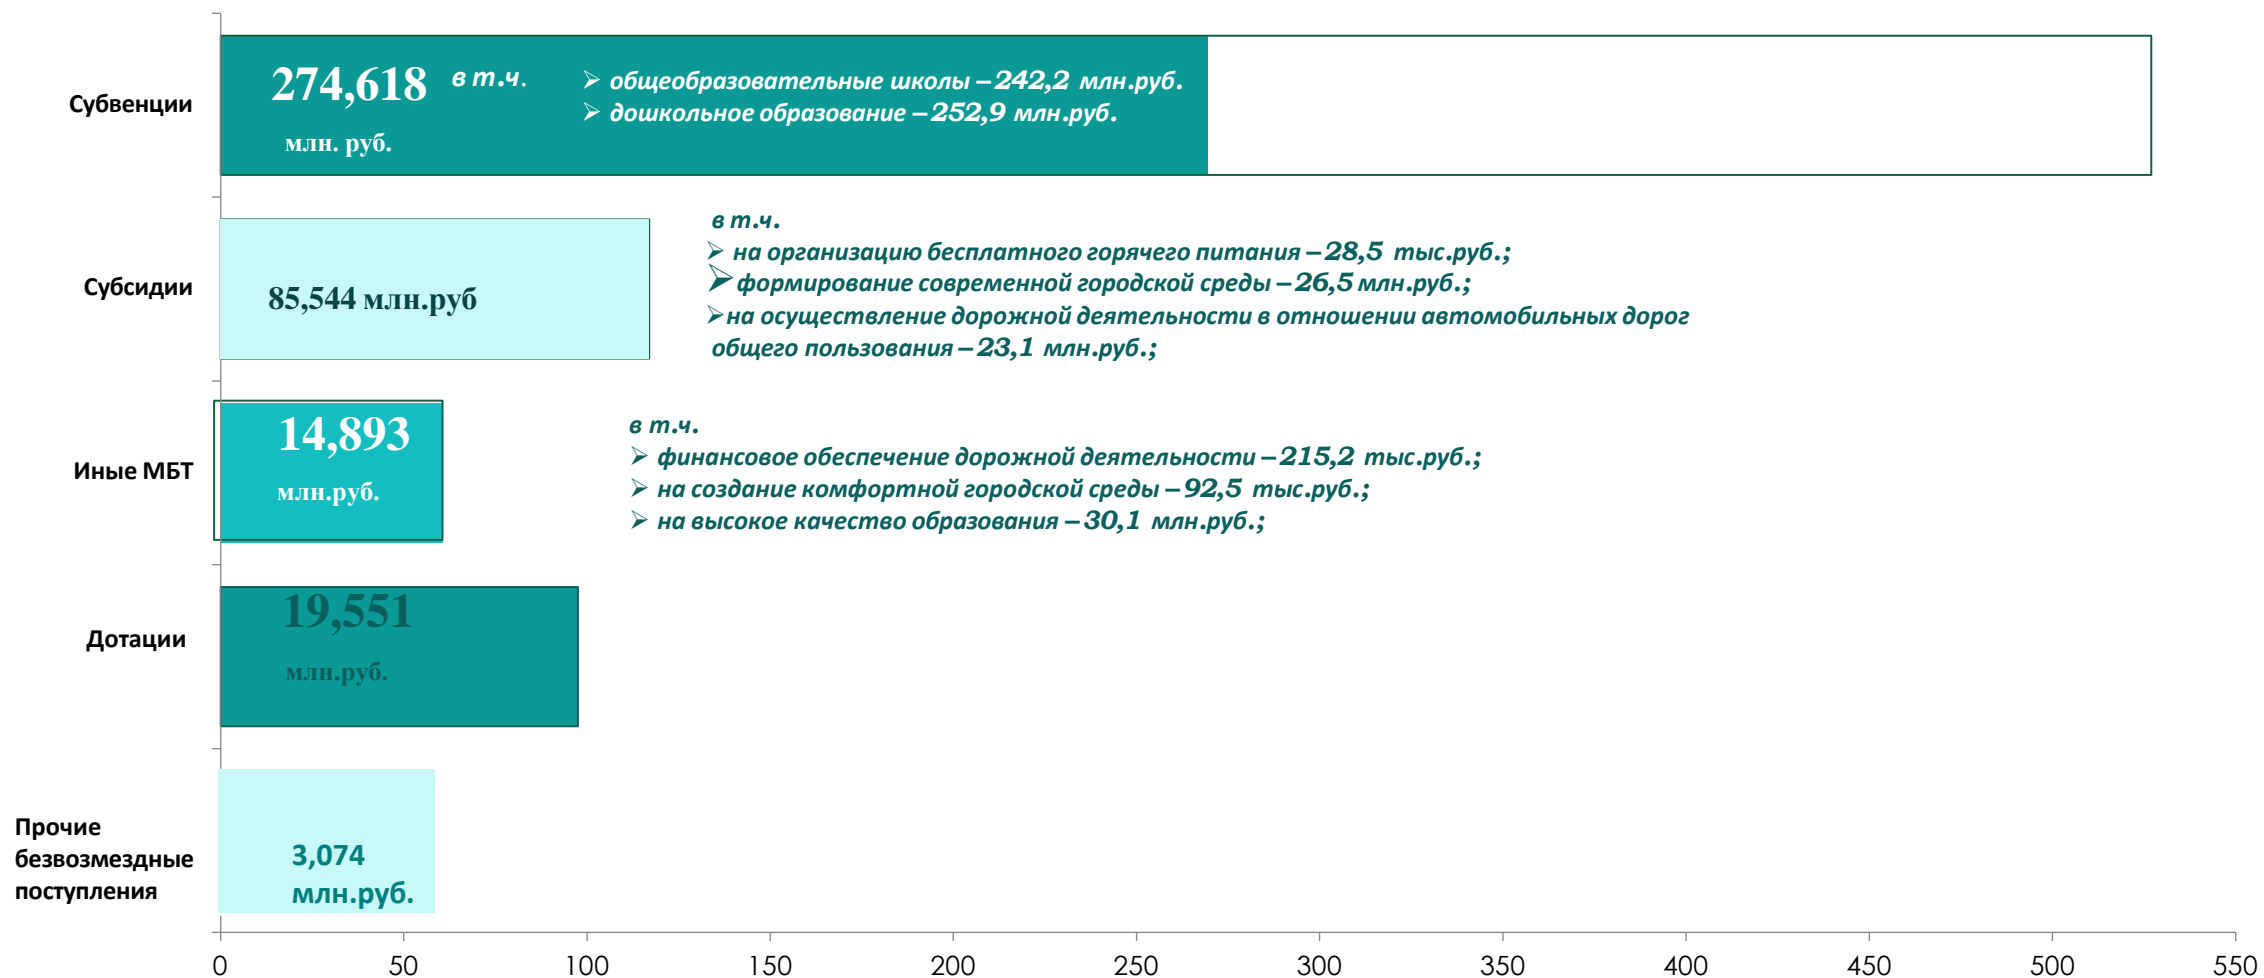 Субвенции
274,618 в т.ч.
млн. руб.
➢ общеобразовательные школы – 242,2 млн.руб.
➢ дошкольное образование – 252,9 млн.руб.
Субсидии
85,544 млн.руб
в т.ч.
➢ на организацию бесплатного горячего питания – 28,5 тыс.руб.;
➢ формирование современной городской среды – 26,5 млн.руб.;
➢ на осуществление дорожной деятельности в отношении автомобильных дорог
общего пользования – 23,1 млн.руб.;
Иные МБТ
14,893
млн.руб.
в т.ч.
➢ финансовое обеспечение дорожной деятельности – 215,2 тыс.руб.;
➢ на создание комфортной городской среды – 92,5 тыс.руб.;
➢ на высокое качество образования – 30,1 млн.руб.;
Дотации
19,551
млн.руб.
Прочие
безвозмездные
поступления
3,074
млн.руб.
0 50 100 150 200 250 300 350 400 450 500 550